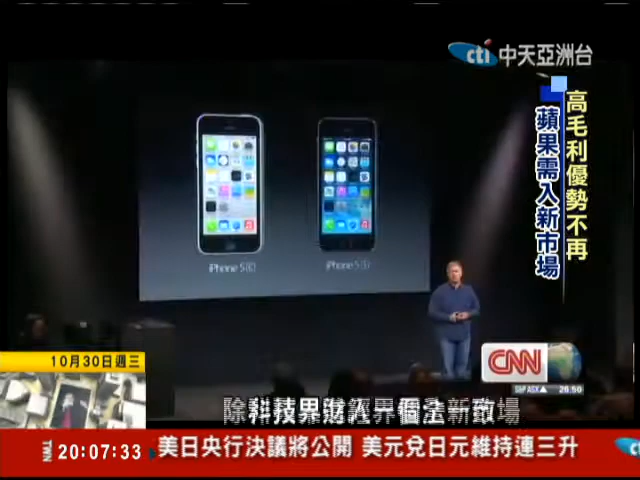 cti 中天亞洲台
高毛利優勢不再
蘋果需入新市場
iPhone 5c
iPhone 5s
CNN
10月30日週三
TWN 20:07:33
美日央行決議將公開 美元兌日元維持連三升